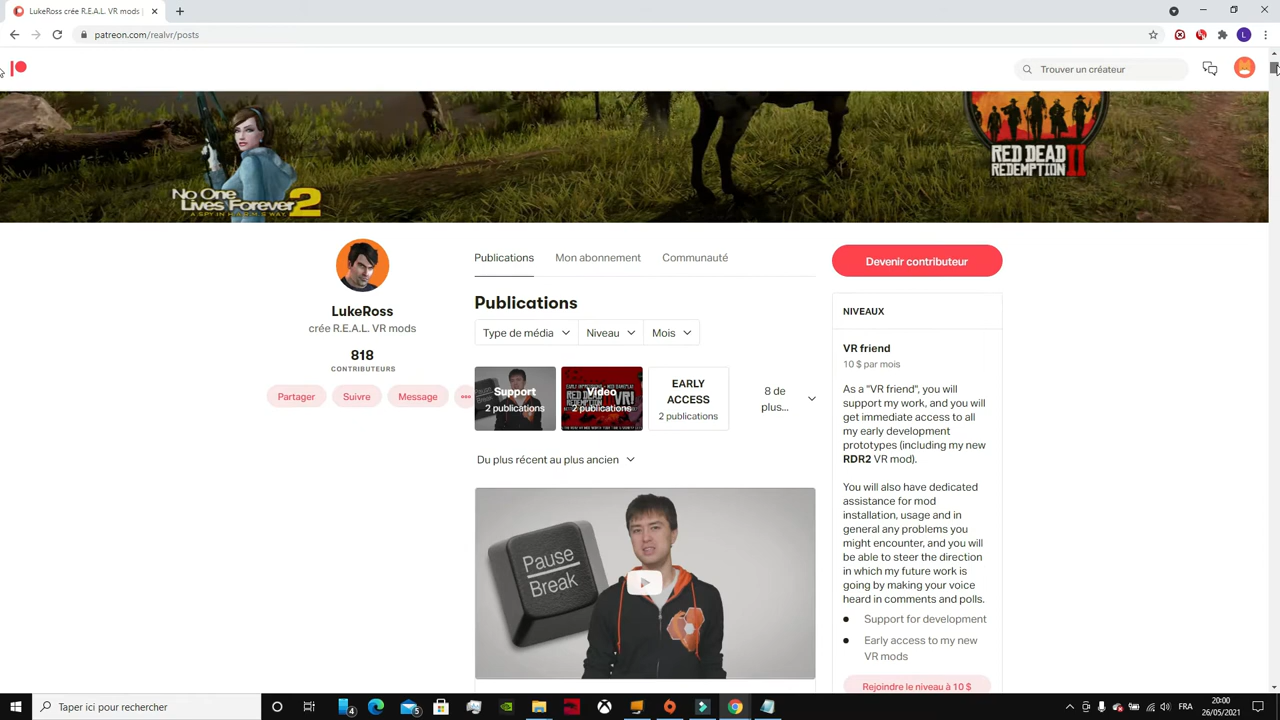 LukeRoss crée R.E.A.L. VR mods |
patreon.com/realvr/posts
L
Trouver un créateur
No One
Lives Forever 2
A SPY IN H.A.R.M.'S WAY
RED DEAD
REDEMPTION II
LukeRoss
crée R.E.A.L. VR mods
818
CONTRIBUTEURS
Partager
Suivre
Message
Publications
Mon abonnement
Communauté
Publications
Type de média
Niveau
Mois
Support
2 publications
Video
2 publications
EARLY
ACCESS
2 publications
8 de
plus...
Du plus récent au plus ancien
Pause
Break
Devenir contributeur
NIVEAUX
VR friend
10 $ par mois
As a "VR friend", you will
support my work, and you will
get immediate access to all
my early development
prototypes (including my new
RDR2 VR mod).
You will also have dedicated
assistance for mod
installation, usage and in
general any problems you
might encounter, and you will
be able to steer the direction
in which my future work is
going by making your voice
heard in comments and polls.
Support for development
Early access to my new
VR mods
Rejoindre le niveau à 10 $
Taper ici pour rechercher
4
5
FRA
20:00
26/05/2021